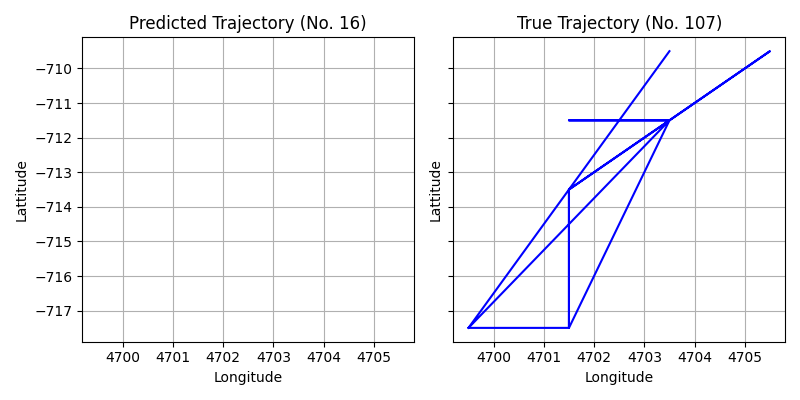 Predicted Trajectory (No. 16)
True Trajectory (No. 107)
Lattitude
−710
−711
−712
−713
−714
−715
−716
−717
4700 4701 4702 4703 4704 4705
Longitude
Lattitude
4700 4701 4702 4703 4704 4705
Longitude